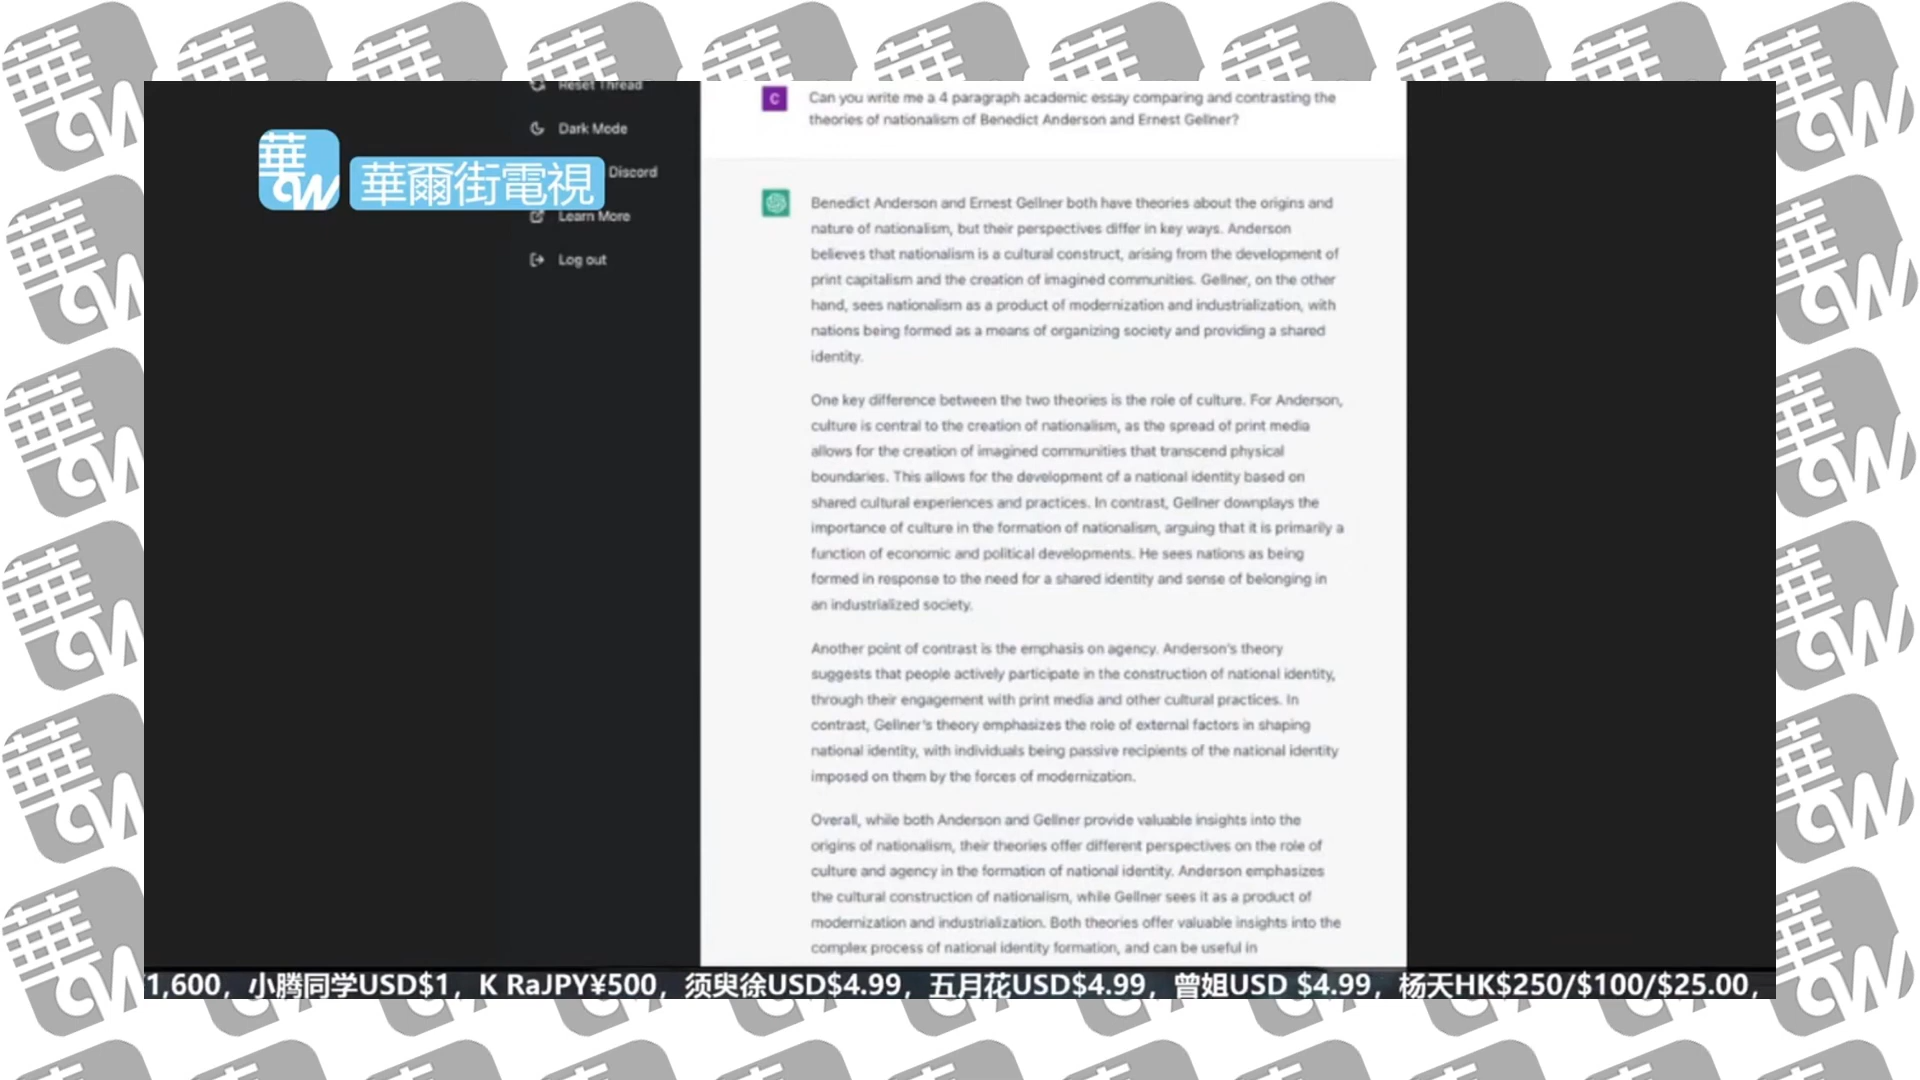 Reset Thread
Dark Mode
Discord
Learn More
Log out
華
W
華爾街電視
C
Can you write me a 4 paragraph academic essay comparing and contrasting the
theories of nationalism of Benedict Anderson and Ernest Gellner?
Benedict Anderson and Ernest Gellner both have theories about the origins and
nature of nationalism, but their perspectives differ in key ways. Anderson
believes that nationalism is a cultural construct, arising from the development of
print capitalism and the creation of imagined communities. Gellner, on the other
hand, sees nationalism as a product of modernization and industrialization, with
nations being formed as a means of organizing society and providing a shared
identity.
One key difference between the two theories is the role of culture. For Anderson,
culture is central to the creation of nationalism, as the spread of print media
allows for the creation of imagined communities that transcend physical
boundaries. This allows for the development of a national identity based on
shared cultural experiences and practices. In contrast, Gellner downplays the
importance of culture in the formation of nationalism, arguing that it is primarily a
function of economic and political developments. He sees nations as being
formed in response to the need for a shared identity and sense of belonging in
an industrialized society.
Another point of contrast is the emphasis on agency. Anderson's theory
suggests that people actively participate in the construction of national identity,
through their engagement with print media and other cultural practices. In
contrast, Gellner's theory emphasizes the role of external factors in shaping
national identity, with individuals being passive recipients of the national identity
imposed on them by the forces of modernization.
Overall, while both Anderson and Gellner provide valuable insights into the
origins of nationalism, their theories offer different perspectives on the role of
culture and agency in the formation of national identity. Anderson emphasizes
the cultural construction of nationalism, while Gellner sees it as a product of
modernization and industrialization. Both theories offer valuable insights into the
complex process of national identity formation, and can be useful in
1,600，小腾同学USD$1，K RaJPY¥500，须臾徐USD$4.99，五月花USD$4.99，曾姐USD $4.99，杨天HK$250/$100/$25.00，